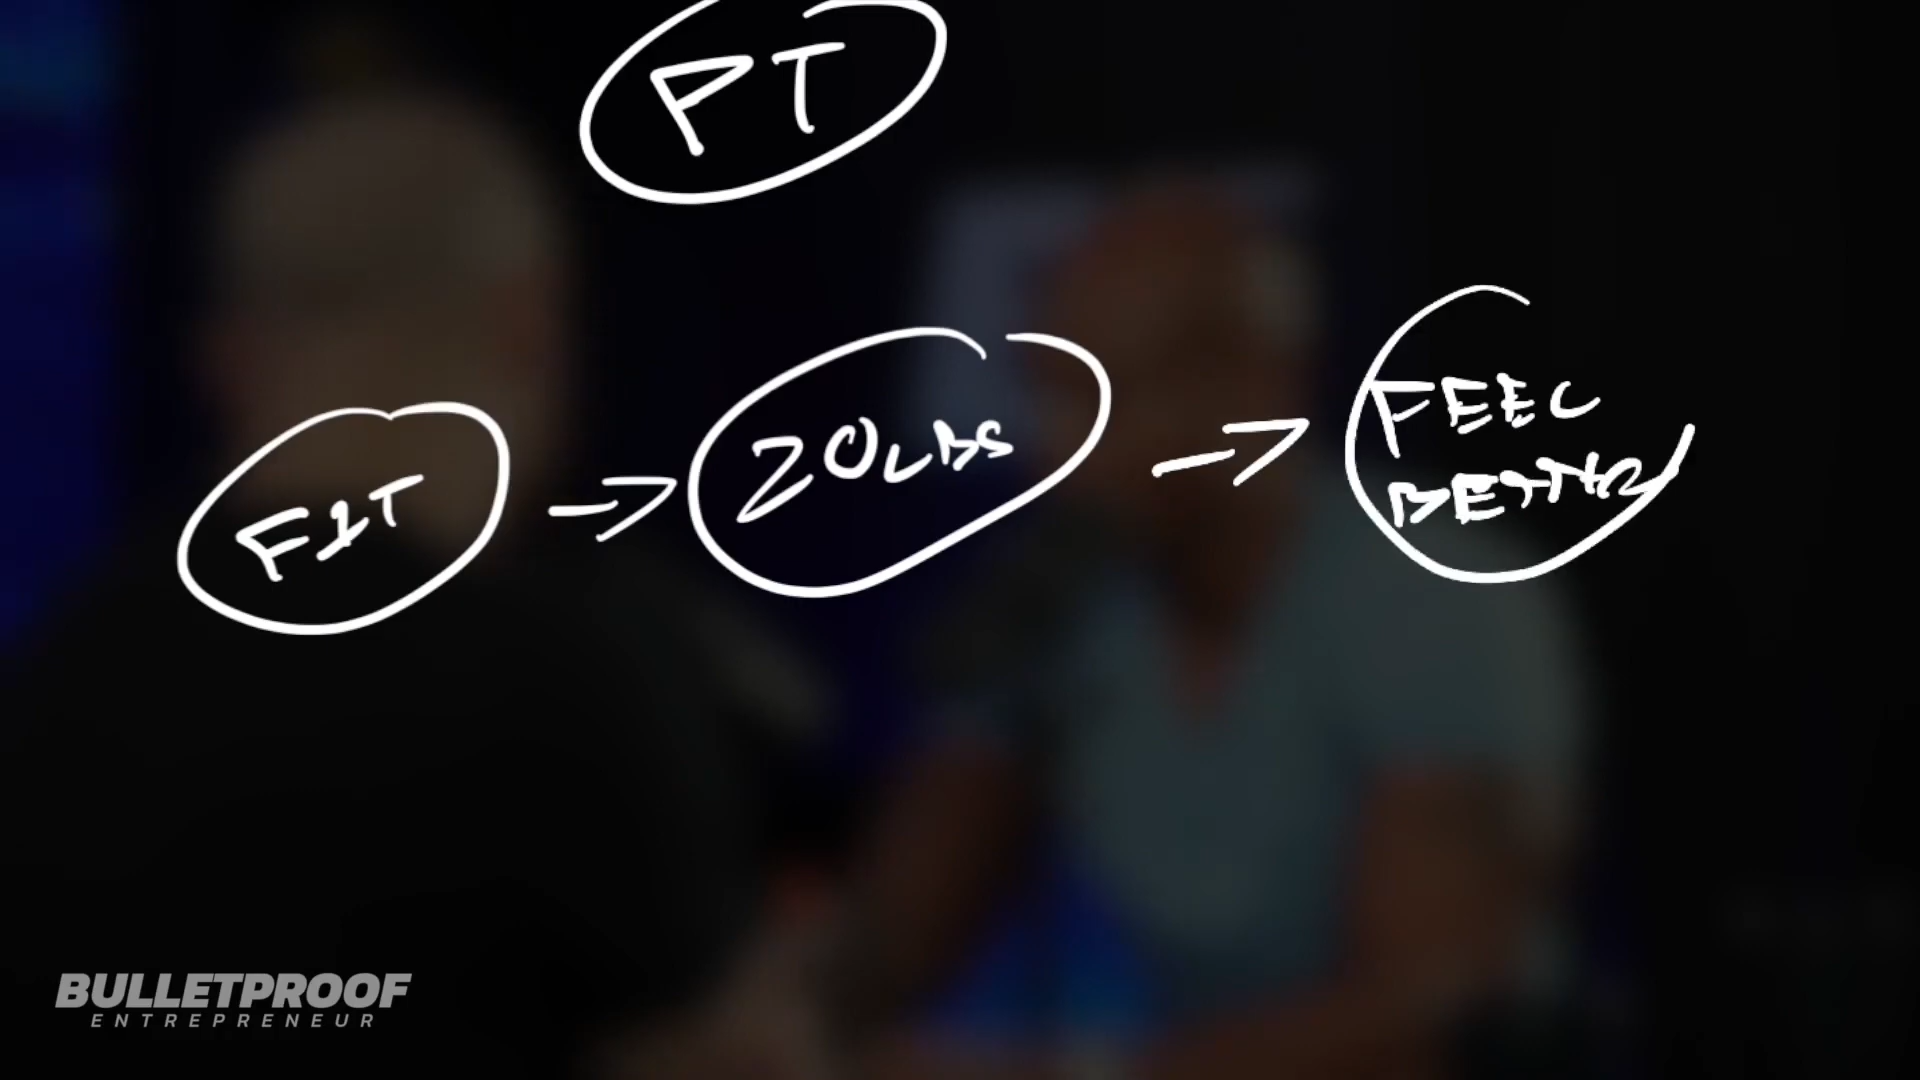 PT
FIT → 20LBS → FEEL
BETTER
BULLETPROOF
ENTREPRENEUR